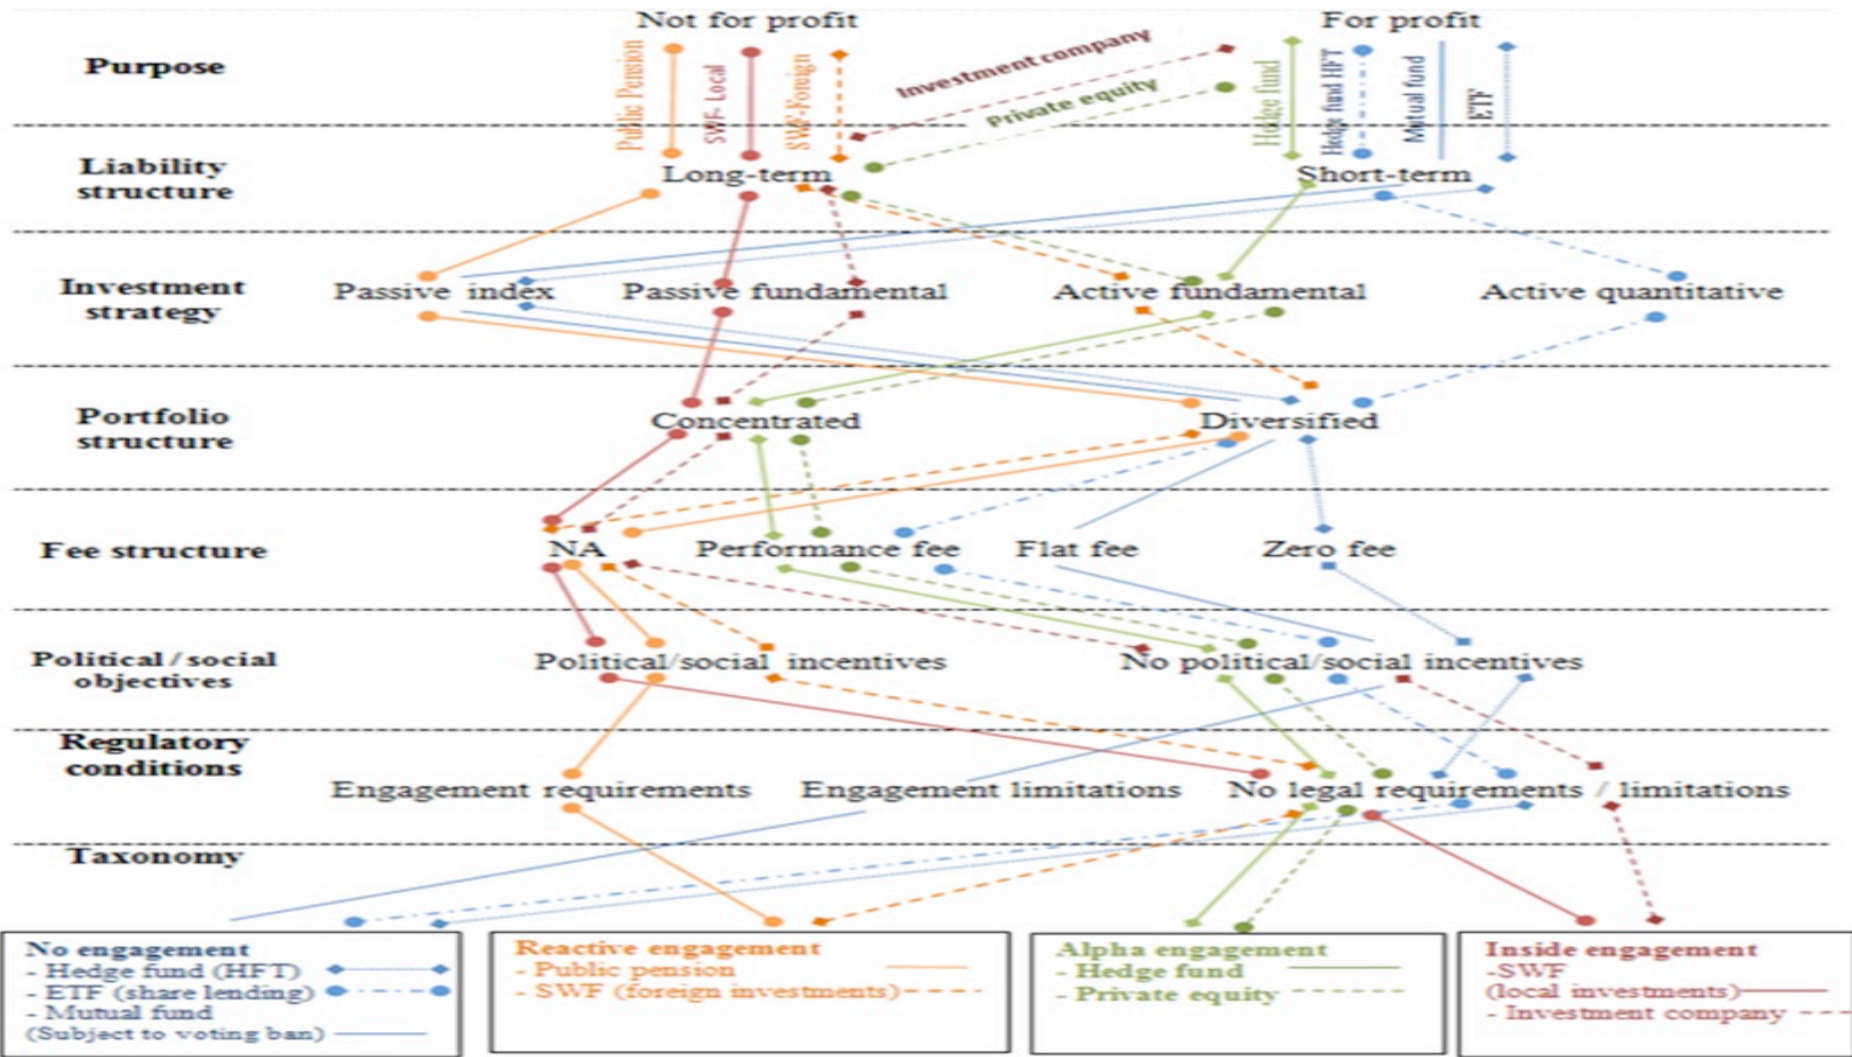 Not for profit
For profit
Purpose
Public Pension
SWF- Local
SWF-Foreign
Investment company
Private equity
Hedge fund
Hedge fund HFT
Mutual fund
ETF
Liability
structure
Long-term
Short-term
Investment
strategy
Passive index
Passive fundamental
Active fundamental
Active quantitative
Portfolio
structure
Concentrated
Diversified
Fee structure
NA
Performance fee
Flat fee
Zero fee
Political / social
objectives
Political/social incentives
No political/social incentives
Regulatory
conditions
Engagement requirements
Engagement limitations
No legal requirements / limitations
Taxonomy
No engagement
- Hedge fund (HFT)
- ETF (share lending)
- Mutual fund
(Subject to voting ban)
Reactive engagement
- Public pension
- SWF (foreign investments)
Alpha engagement
- Hedge fund
- Private equity
Inside engagement
-SWF
(local investments)
- Investment company